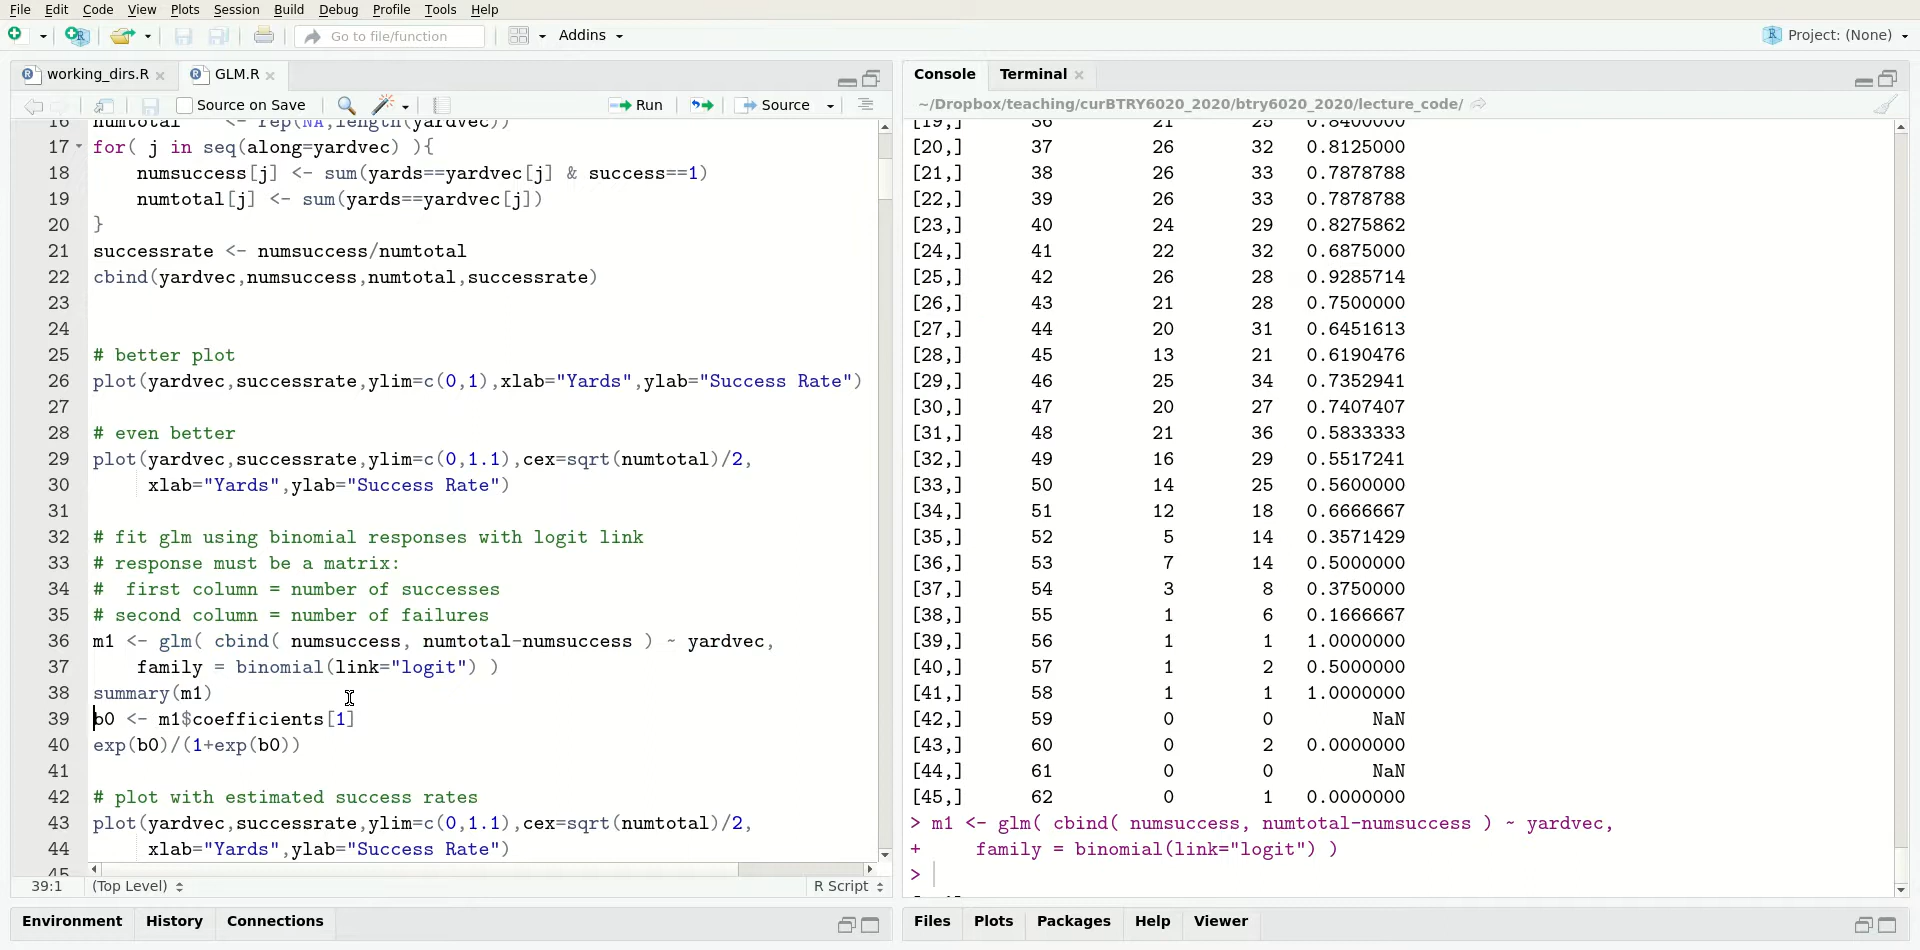 File Edit Code View Plots Session Build Debug Profile Tools Help
Go to file/function Addins Project: (None)
working_dirs.R GLM.R
Source on Save Run Source
16 numtotal <- rep(NA,length(yardvec))
17 for( j in seq(along=yardvec) ){
18 numsuccess[j] <- sum(yards==yardvec[j] & success==1)
19 numtotal[j] <- sum(yards==yardvec[j])
20 }
21 successrate <- numsuccess/numtotal
22 cbind(yardvec,numsuccess,numtotal,successrate)
23
24
25 # better plot
26 plot(yardvec,successrate,ylim=c(0,1),xlab="Yards",ylab="Success Rate")
27
28 # even better
29 plot(yardvec,successrate,ylim=c(0,1.1),cex=sqrt(numtotal)/2,
30 xlab="Yards",ylab="Success Rate")
31
32 # fit glm using binomial responses with logit link
33 # response must be a matrix:
34 #  first column = number of successes
35 # second column = number of failures
36 m1 <- glm( cbind( numsuccess, numtotal-numsuccess ) ~ yardvec,
37 family = binomial(link="logit") )
38 summary(m1)
39 b0 <- m1$coefficients[1]
40 exp(b0)/(1+exp(b0))
41
42 # plot with estimated success rates
43 plot(yardvec,successrate,ylim=c(0,1.1),cex=sqrt(numtotal)/2,
44 xlab="Yards",ylab="Success Rate")
45
39:1 (Top Level) R Script
Environment History Connections
Console Terminal
~/Dropbox/teaching/curBTRY6020_2020/btry6020_2020/lecture_code/
[19,] 36 21 25 0.8400000
[20,] 37 26 32 0.8125000
[21,] 38 26 33 0.7878788
[22,] 39 26 33 0.7878788
[23,] 40 24 29 0.8275862
[24,] 41 22 32 0.6875000
[25,] 42 26 28 0.9285714
[26,] 43 21 28 0.7500000
[27,] 44 20 31 0.6451613
[28,] 45 13 21 0.6190476
[29,] 46 25 34 0.7352941
[30,] 47 20 27 0.7407407
[31,] 48 21 36 0.5833333
[32,] 49 16 29 0.5517241
[33,] 50 14 25 0.5600000
[34,] 51 12 18 0.6666667
[35,] 52 5 14 0.3571429
[36,] 53 7 14 0.5000000
[37,] 54 3 8 0.3750000
[38,] 55 1 6 0.1666667
[39,] 56 1 1 1.0000000
[40,] 57 1 2 0.5000000
[41,] 58 1 1 1.0000000
[42,] 59 0 0 NaN
[43,] 60 0 2 0.0000000
[44,] 61 0 0 NaN
[45,] 62 0 1 0.0000000
> m1 <- glm( cbind( numsuccess, numtotal-numsuccess ) ~ yardvec,
+ family = binomial(link="logit") )
>
Files Plots Packages Help Viewer